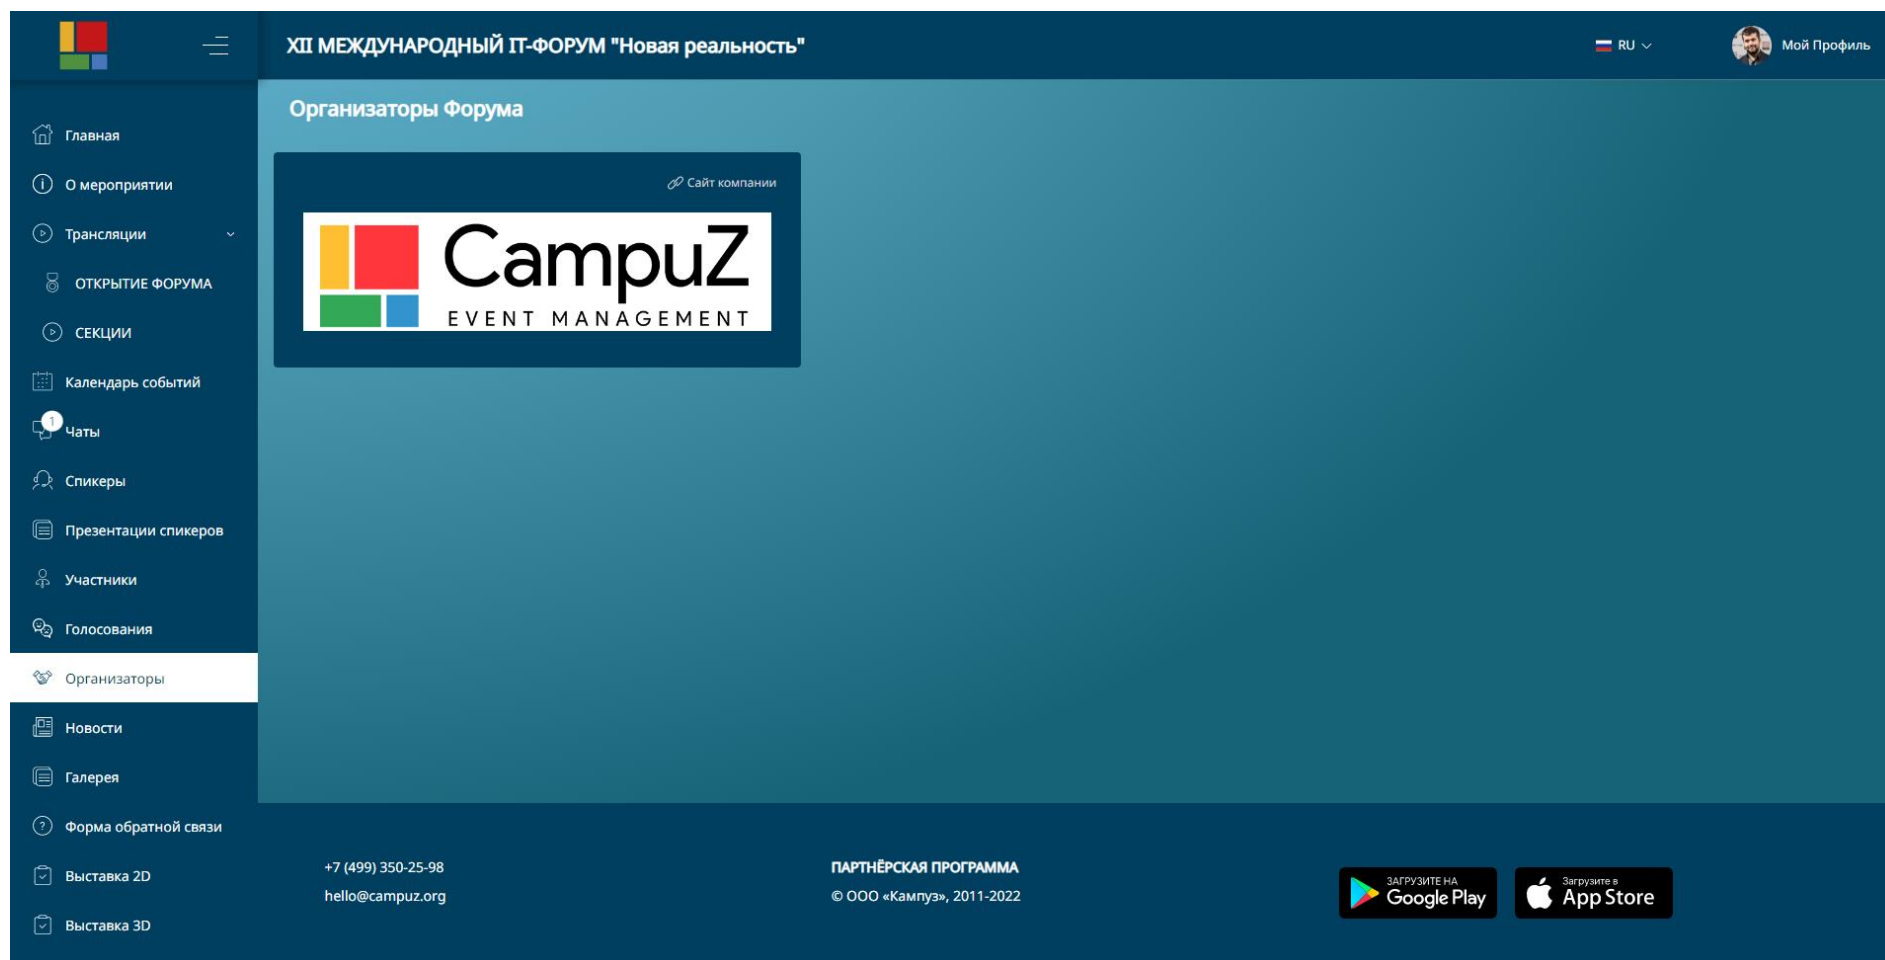 XII МЕЖДУНАРОДНЫЙ IT-ФОРУМ "Новая реальность"
RU
Мой Профиль
Главная
О мероприятии
Трансляции
ОТКРЫТИЕ ФОРУМА
СЕКЦИИ
Календарь событий
1
Чаты
Спикеры
Презентации спикеров
Участники
Голосования
Организаторы
Новости
Галерея
Форма обратной связи
Выставка 2D
Выставка 3D
Организаторы Форума
Сайт компании
CampuZ
EVENT MANAGEMENT
+7 (499) 350-25-98
hello@campuz.org
ПАРТНЁРСКАЯ ПРОГРАММА
© ООО «Кампуз», 2011-2022
ЗАГРУЗИТЕ НА
Google Play
Загрузите в
App Store